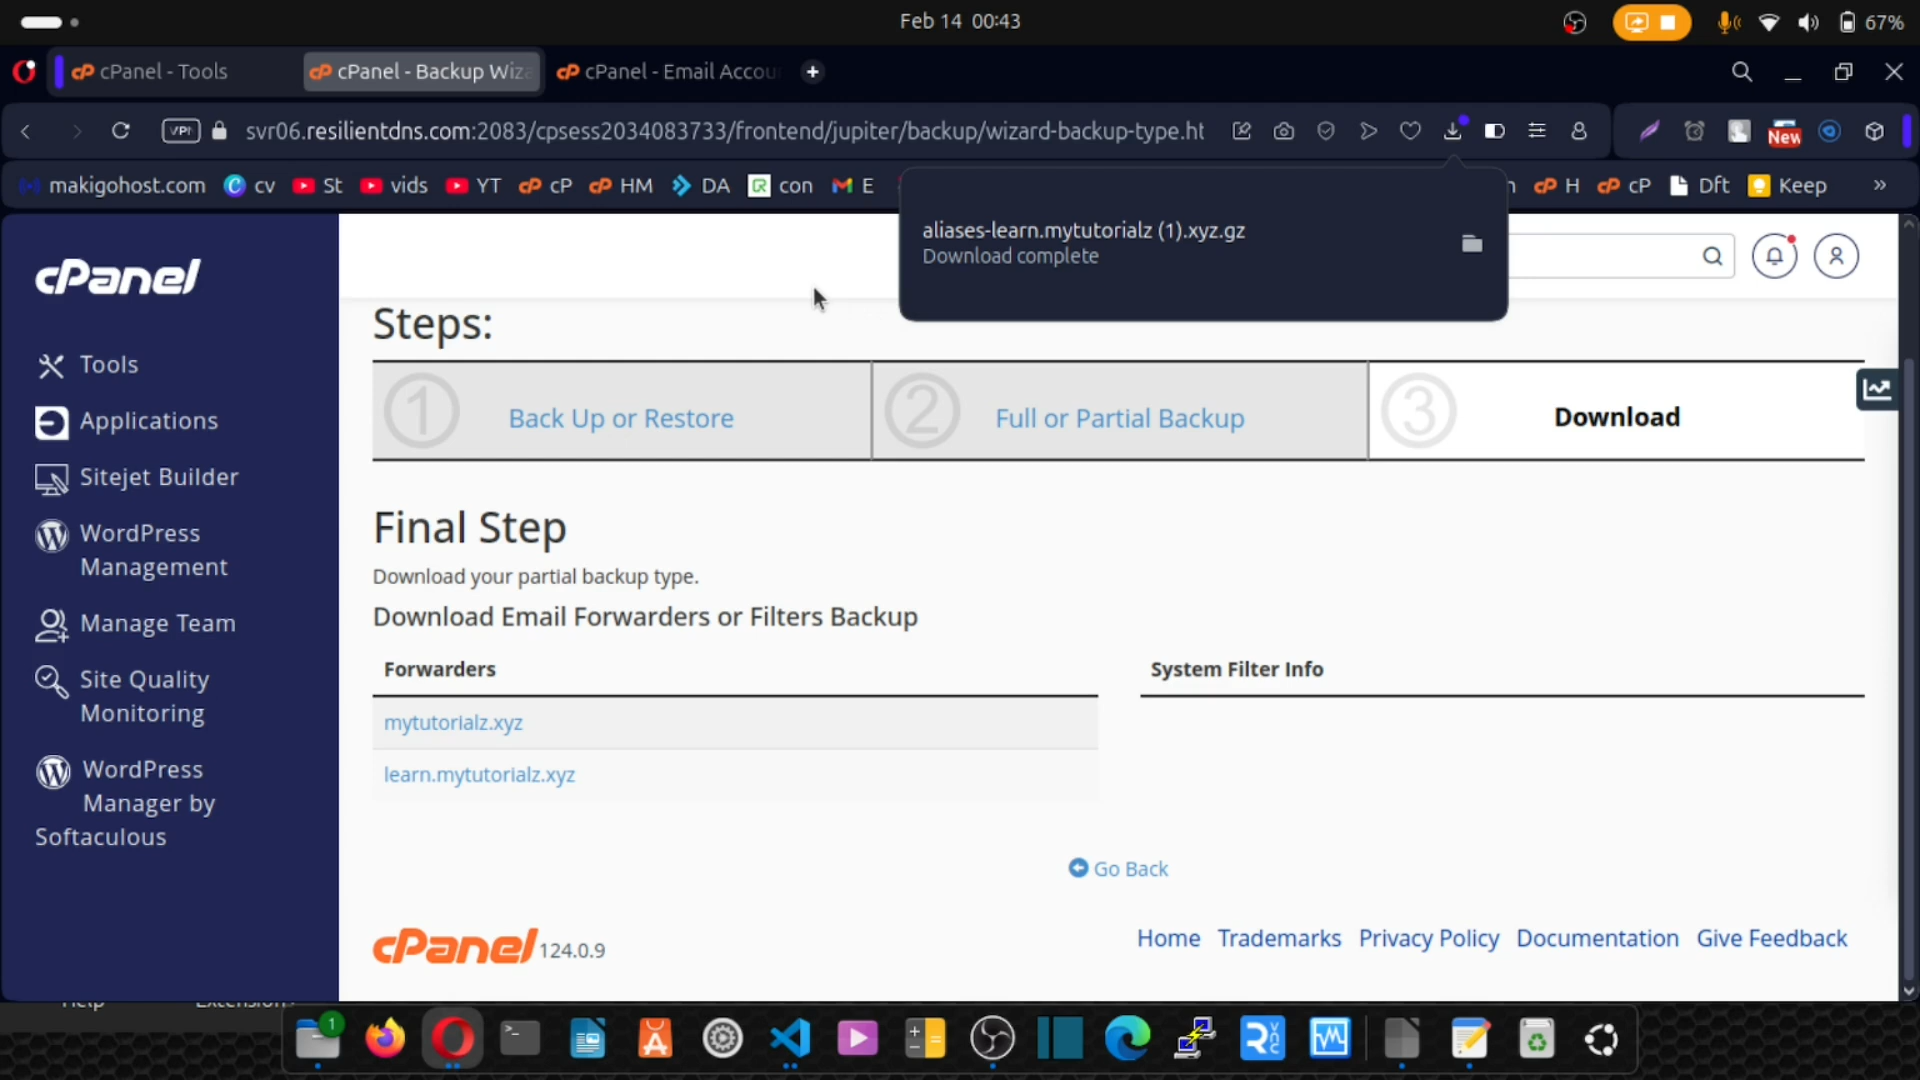 Feb 14 00:43
67%
cPanel - Tools
cPanel - Backup Wiza
cPanel - Email Accou
VPN
svr06.resilientdns.com:2083/cpsess2034083733/frontend/jupiter/backup/wizard-backup-type.ht
New
makigohost.com
cv
St
vids
YT
cP
HM
DA
con
E
H
cP
Dft
Keep
»
aliases-learn.mytutorialz (1).xyz.gz
Download complete
cPanel
Tools
Applications
Sitejet Builder
WordPress
Management
Manage Team
Site Quality
Monitoring
WordPress
Manager by
Softaculous
Steps:
1
Back Up or Restore
2
Full or Partial Backup
3
Download
Final Step
Download your partial backup type.
Download Email Forwarders or Filters Backup
Forwarders
System Filter Info
mytutorialz.xyz
learn.mytutorialz.xyz
Go Back
cPanel 124.0.9
Home
Trademarks
Privacy Policy
Documentation
Give Feedback
1